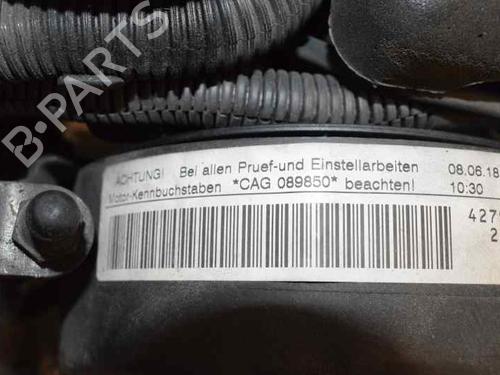 B-PARTS
ACHTUNG! Bei allen Pruef-und Einstellarbeiten 08.06.18
Motor-Kennbuchstaben *CAG 089850* beachten! 10:30
427
2